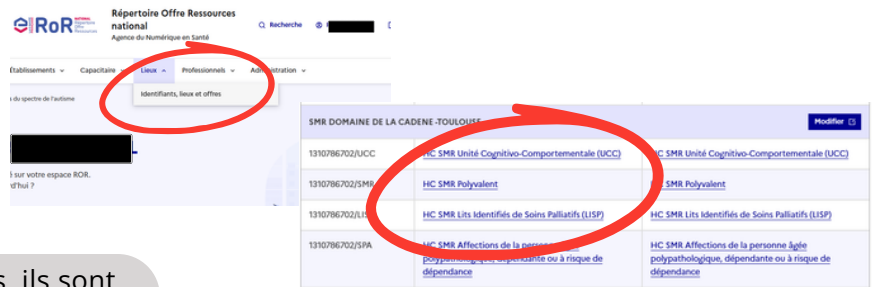 RoR
NATIONAL
Répertoire
Offre
Ressources
Répertoire Offre Ressources
national
Agence du Numérique en Santé
Recherche
Établissements
Capacitaire
Lieux
Professionnels
Administration
Identifiants, lieux et offres
du spectre de l'autisme
sur votre espace ROR.
d'hui ?
SMR DOMAINE DE LA CADENE -TOULOUSE
Modifier
1310786702/UCC
HC SMR Unité Cognitivo-Comportementale (UCC)
HC SMR Unité Cognitivo-Comportementale (UCC)
1310786702/SMR
HC SMR Polyvalent
SMR Polyvalent
1310786702/LIS
HC SMR Lits Identifiés de Soins Palliatifs (LISP)
HC SMR Lits Identifiés de Soins Palliatifs (LISP)
1310786702/SPA
HC SMR Affections de la personne âgée
polypathologique, dépendante ou à risque de
dépendance
HC SMR Affections de la personne âgée
polypathologique, dépendante ou à risque de
dépendance
ils sont